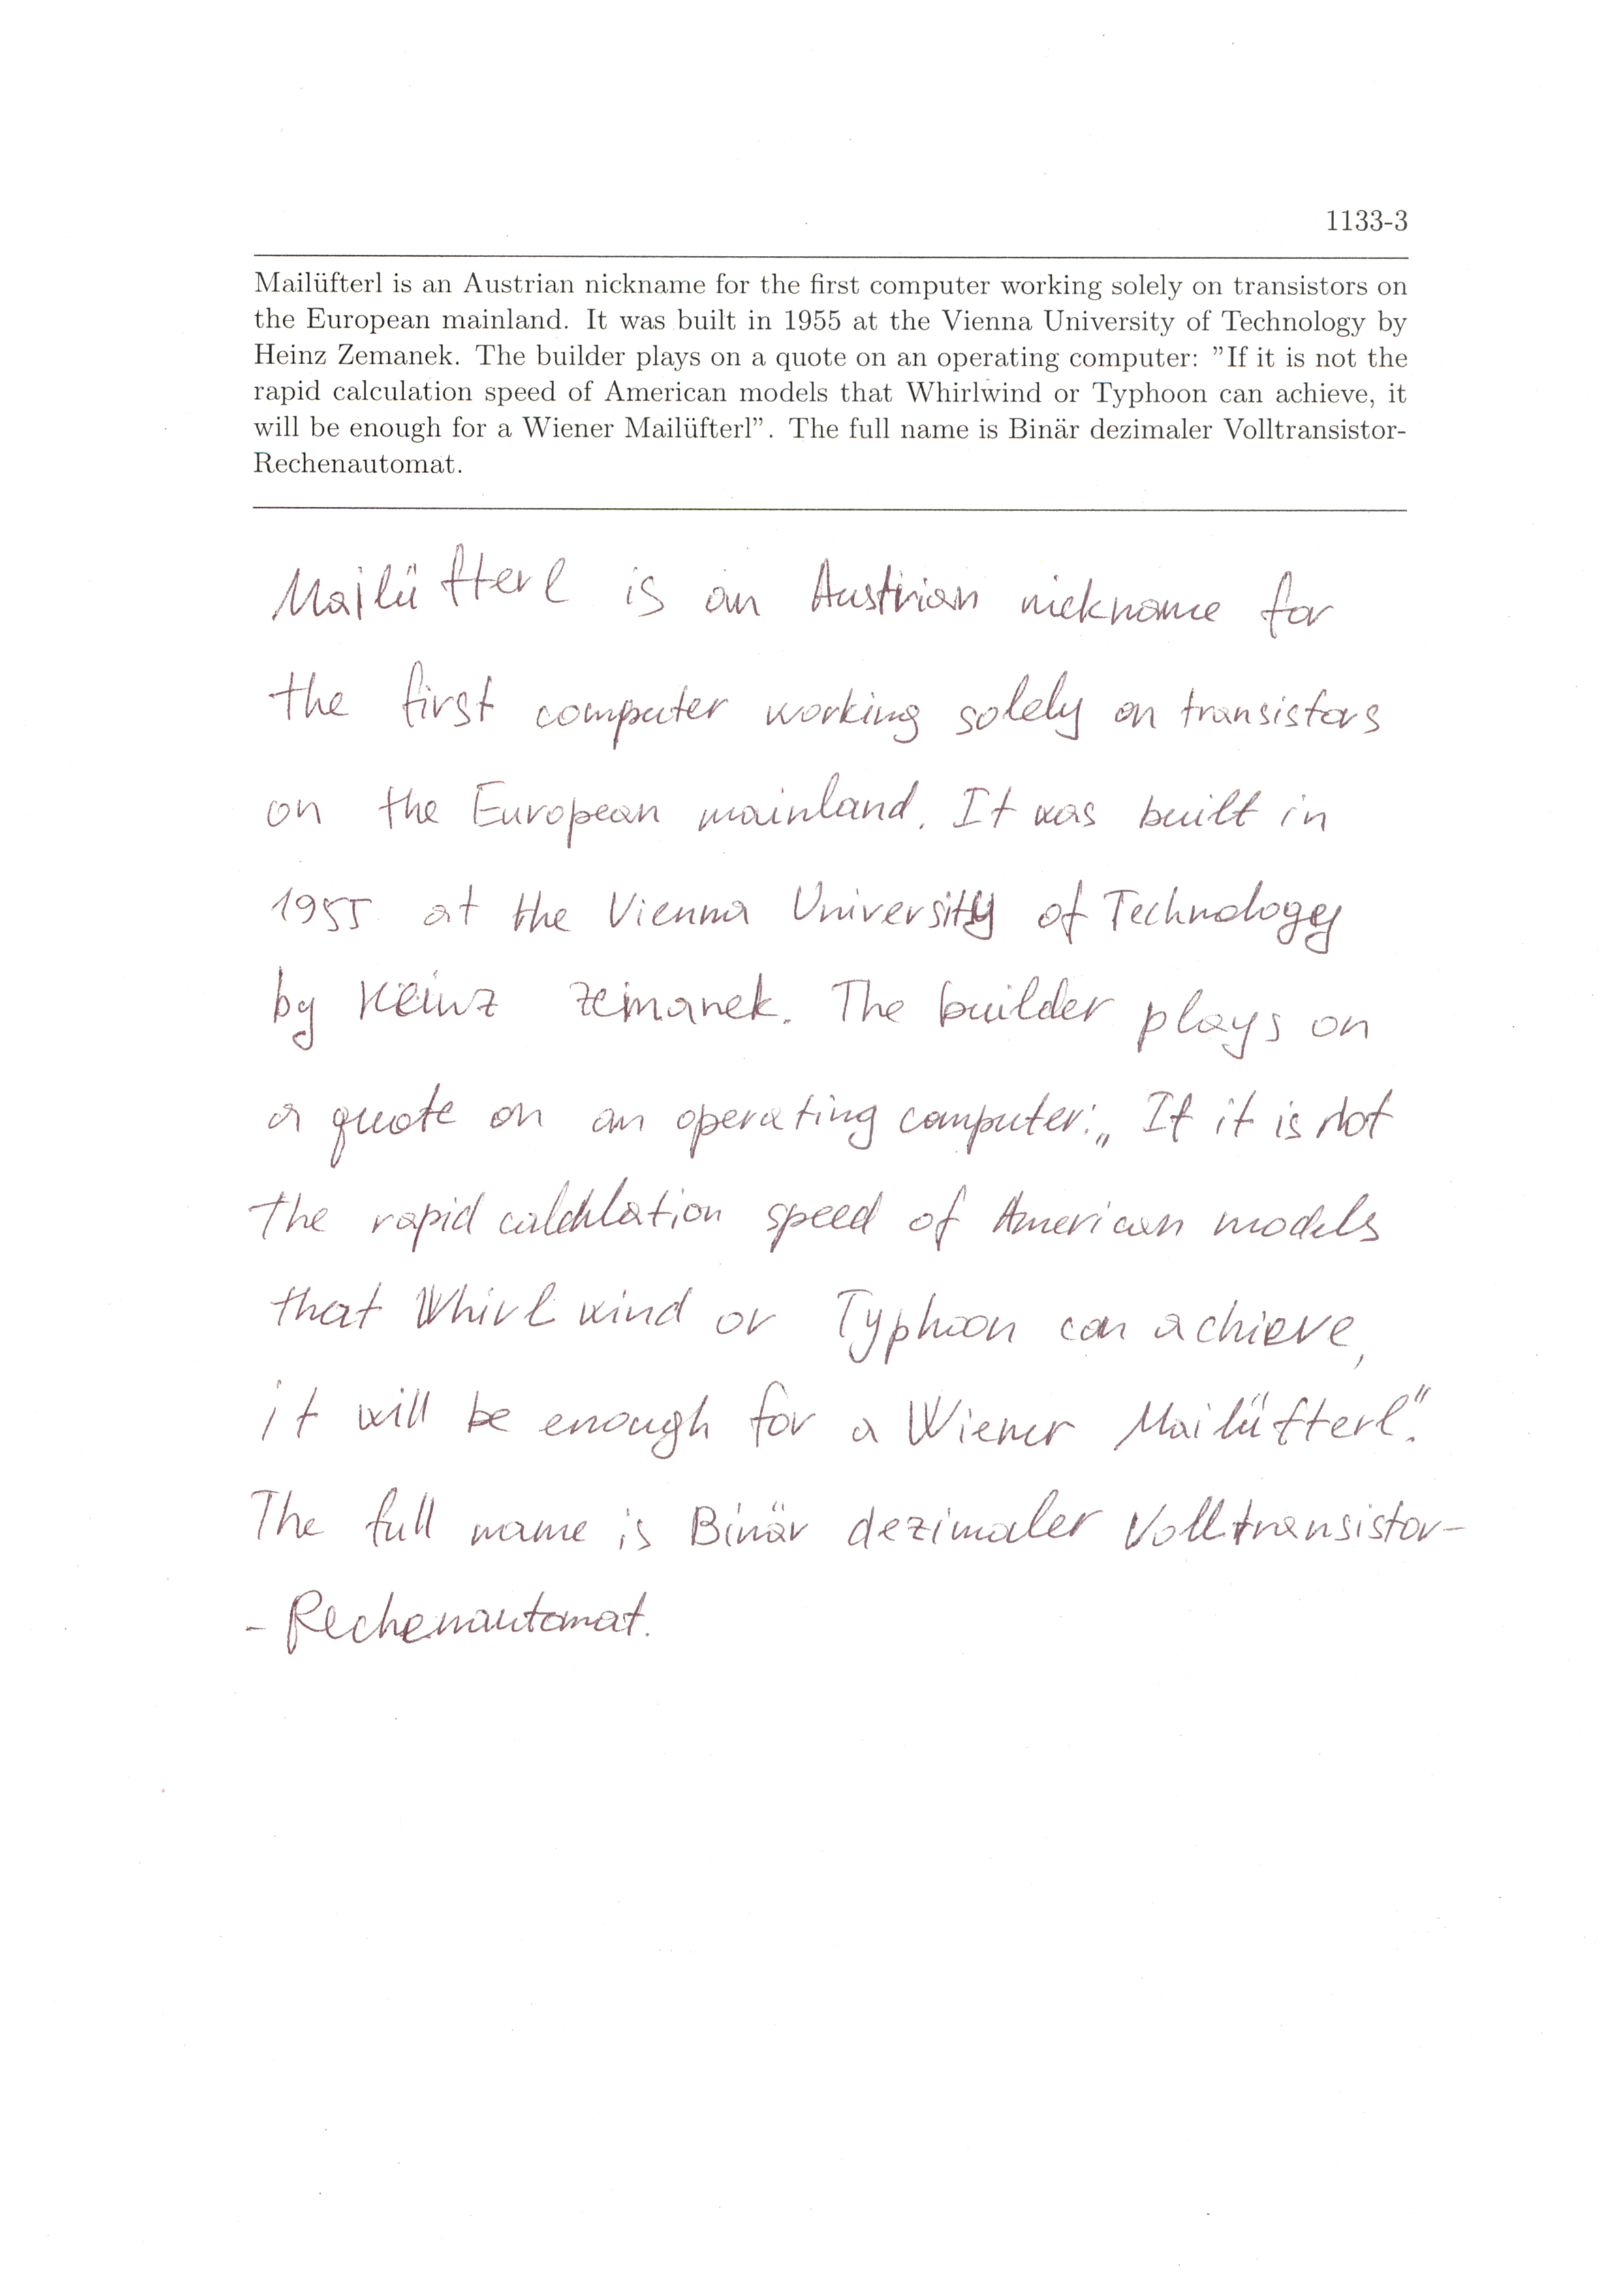 1133-3
Mailüfterl is an Austrian nickname for the first computer working solely on transistors on
the European mainland. It was built in 1955 at the Vienna University of Technology by
Heinz Zemanek. The builder plays on a quote on an operating computer: ”If it is not the
rapid calculation speed of American models that Whirlwind or Typhoon can achieve, it
will be enough for a Wiener Mailüfterl”. The full name is Binär dezimaler Volltransistor-
Rechenautomat.
Mailüfterl is an Austrian nickname for
the first computer working solely on transistors
on the European mainland. It was built in
1955 at the Vienna University of Technology
by Heinz Zemanek. The builder plays on
a quote on an operating computer: „If it is not
the rapid calculation speed of American models
that Whirlwind or Typhoon can achieve,
it will be enough for a Wiener Mailüfterl".
The full name is Binär dezimaler Volltransistor-
- Rechenautomat.